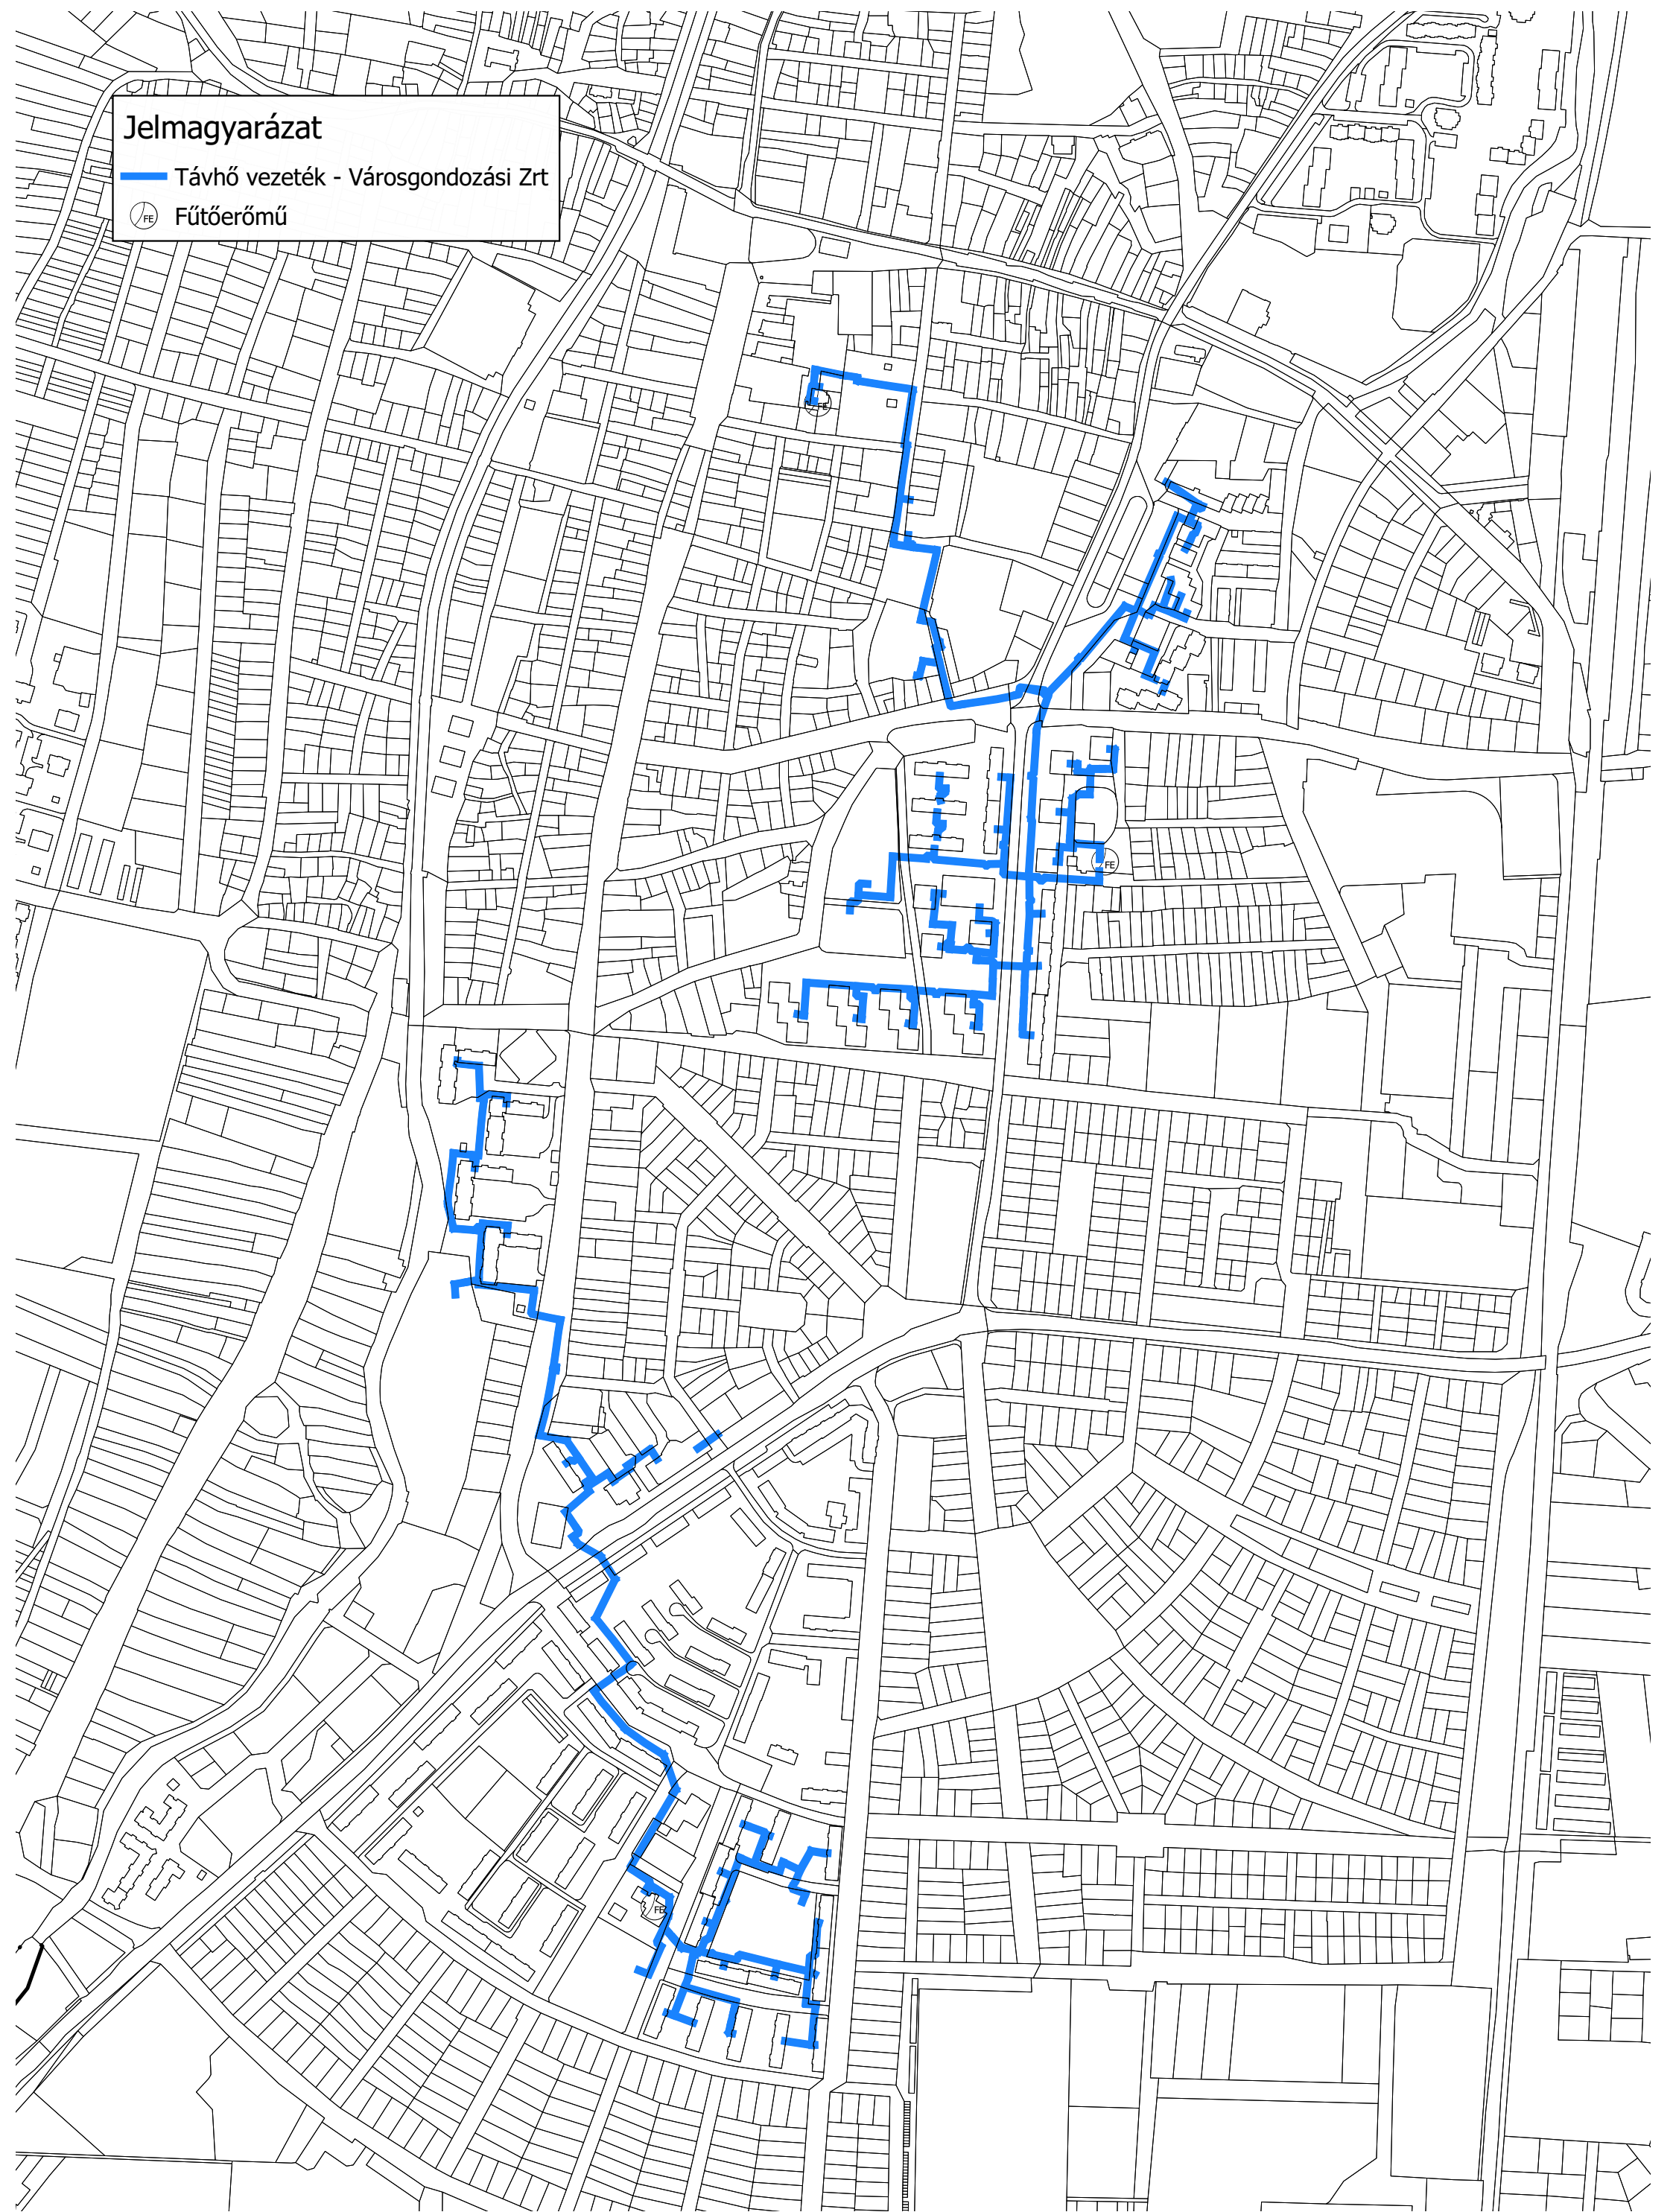 Jelmagyarázat
Távhő vezeték - Városgondozási Zrt
FE Fűtőerőmű
FE
FE
FE